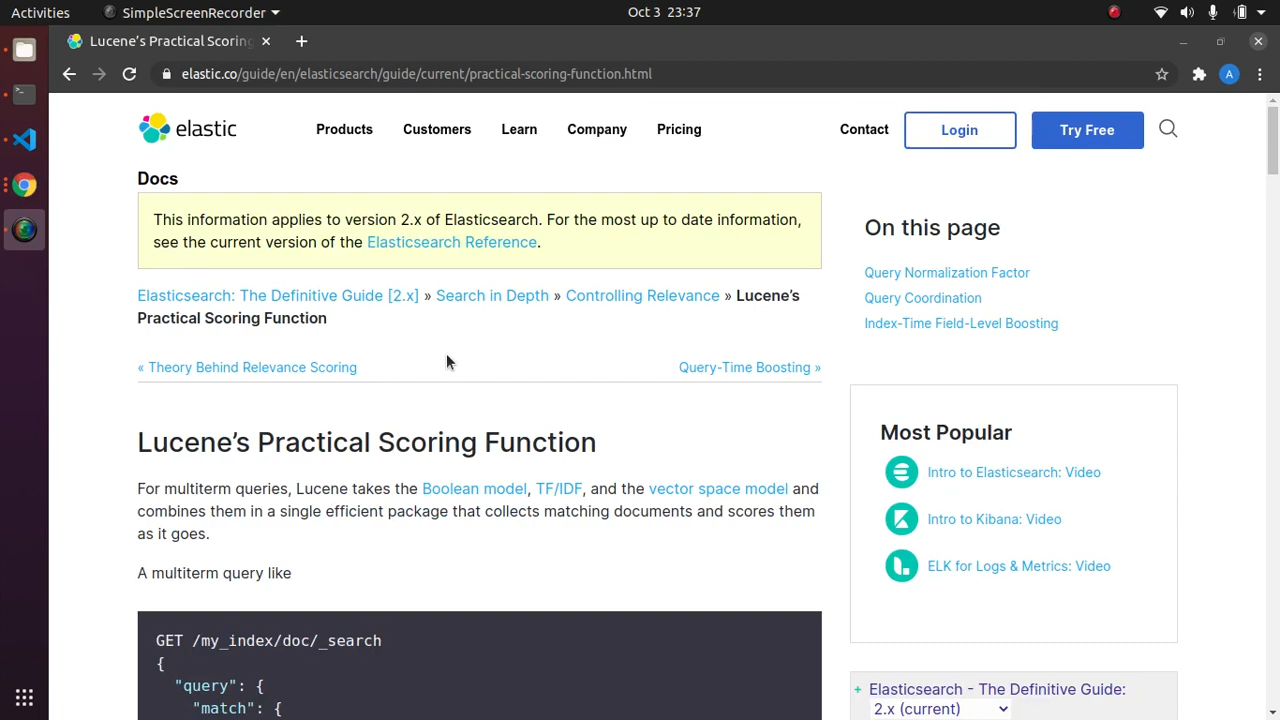 Activities
SimpleScreenRecorder
Oct 3 23:37
Lucene's Practical Scoring
elastic.co/guide/en/elasticsearch/guide/current/practical-scoring-function.html
A
elastic
Products
Customers
Learn
Company
Pricing
Contact
Login
Try Free
Docs
This information applies to version 2.x of Elasticsearch. For the most up to date information,
see the current version of the Elasticsearch Reference.
Elasticsearch: The Definitive Guide [2.x] » Search in Depth » Controlling Relevance » Lucene's
Practical Scoring Function
« Theory Behind Relevance Scoring
Query-Time Boosting »
Lucene's Practical Scoring Function
For multiterm queries, Lucene takes the Boolean model, TF/IDF, and the vector space model and
combines them in a single efficient package that collects matching documents and scores them
as it goes.
A multiterm query like
GET /my_index/doc/_search
{
"query": {
"match": {
On this page
Query Normalization Factor
Query Coordination
Index-Time Field-Level Boosting
Most Popular
Intro to Elasticsearch: Video
Intro to Kibana: Video
ELK for Logs & Metrics: Video
+ Elasticsearch - The Definitive Guide:
2.x (current)